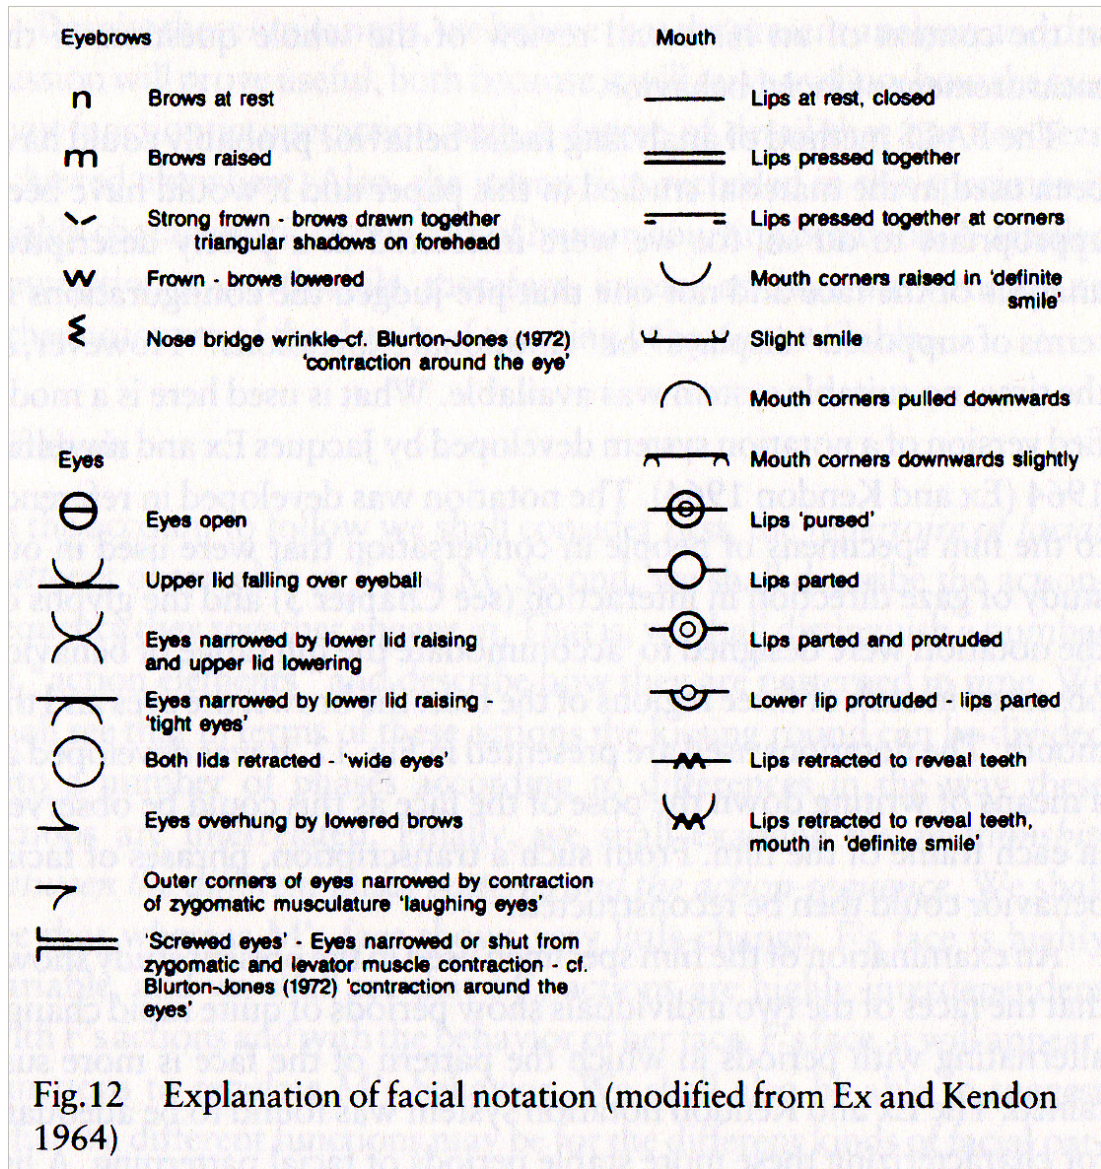 Eyebrows
n Brows at rest
m Brows raised
Strong frown - brows drawn together
triangular shadows on forehead
w Frown - brows lowered
Nose bridge wrinkle-cf. Blurton-Jones (1972)
'contraction around the eye'
Eyes
Eyes open
Upper lid falling over eyeball
Eyes narrowed by lower lid raising
and upper lid lowering
Eyes narrowed by lower lid raising -
'tight eyes'
Both lids retracted - 'wide eyes'
Eyes overhung by lowered brows
Outer corners of eyes narrowed by contraction
of zygomatic musculature 'laughing eyes'
'Screwed eyes' - Eyes narrowed or shut from
zygomatic and levator muscle contraction - cf.
Blurton-Jones (1972) 'contraction around the
eyes'
Mouth
Lips at rest, closed
Lips pressed together
Lips pressed together at corners
Mouth corners raised in 'definite
smile'
Slight smile
Mouth corners pulled downwards
Mouth corners downwards slightly
Lips 'pursed'
Lips parted
Lips parted and protruded
Lower lip protruded - lips parted
Lips retracted to reveal teeth
Lips retracted to reveal teeth,
mouth in 'definite smile'
Fig. 12 Explanation of facial notation (modified from Ex and Kendon
1964)